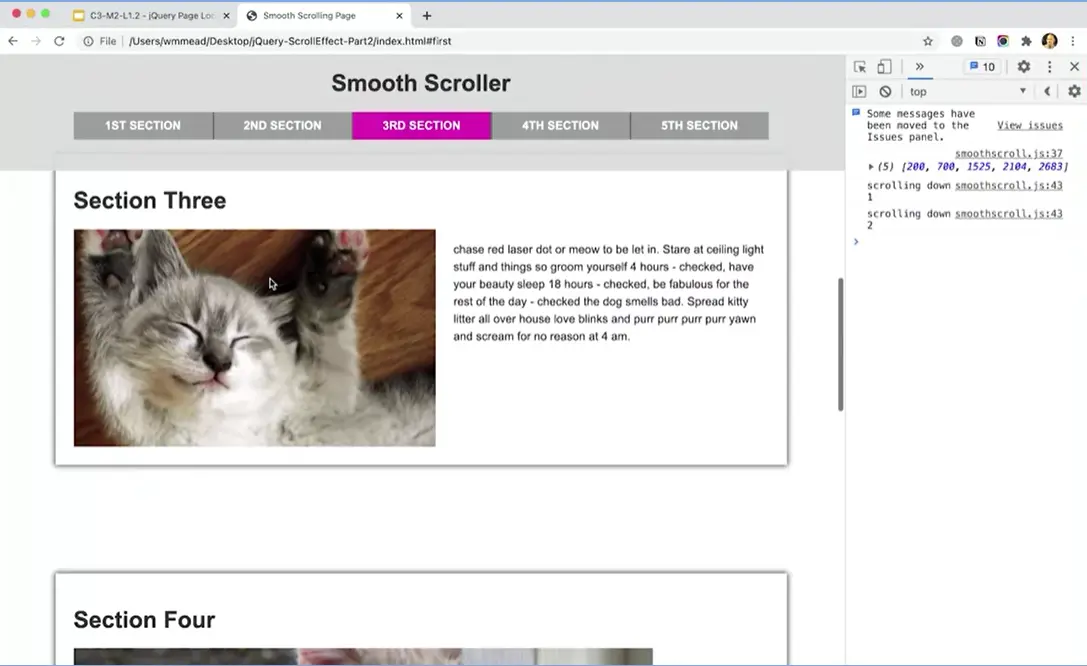 C3-M2-L1.2 - jQuery Page Loc
Smooth Scrolling Page
File
/Users/wmmead/Desktop/jQuery-ScrollEffect-Part2/index.html#first
10
top
Smooth Scroller
1ST SECTION
2ND SECTION
3RD SECTION
4TH SECTION
5TH SECTION
Some messages have
been moved to the
Issues panel.
View issues
smoothscroll.js:37
(5) [200, 700, 1525, 2104, 2683]
scrolling down smoothscroll.js:43
1
scrolling down smoothscroll.js:43
2
Section Three
chase red laser dot or meow to be let in. Stare at ceiling light
stuff and things so groom yourself 4 hours - checked, have
your beauty sleep 18 hours - checked, be fabulous for the
rest of the day - checked the dog smells bad. Spread kitty
litter all over house love blinks and purr purr purr purr yawn
and scream for no reason at 4 am.
Section Four